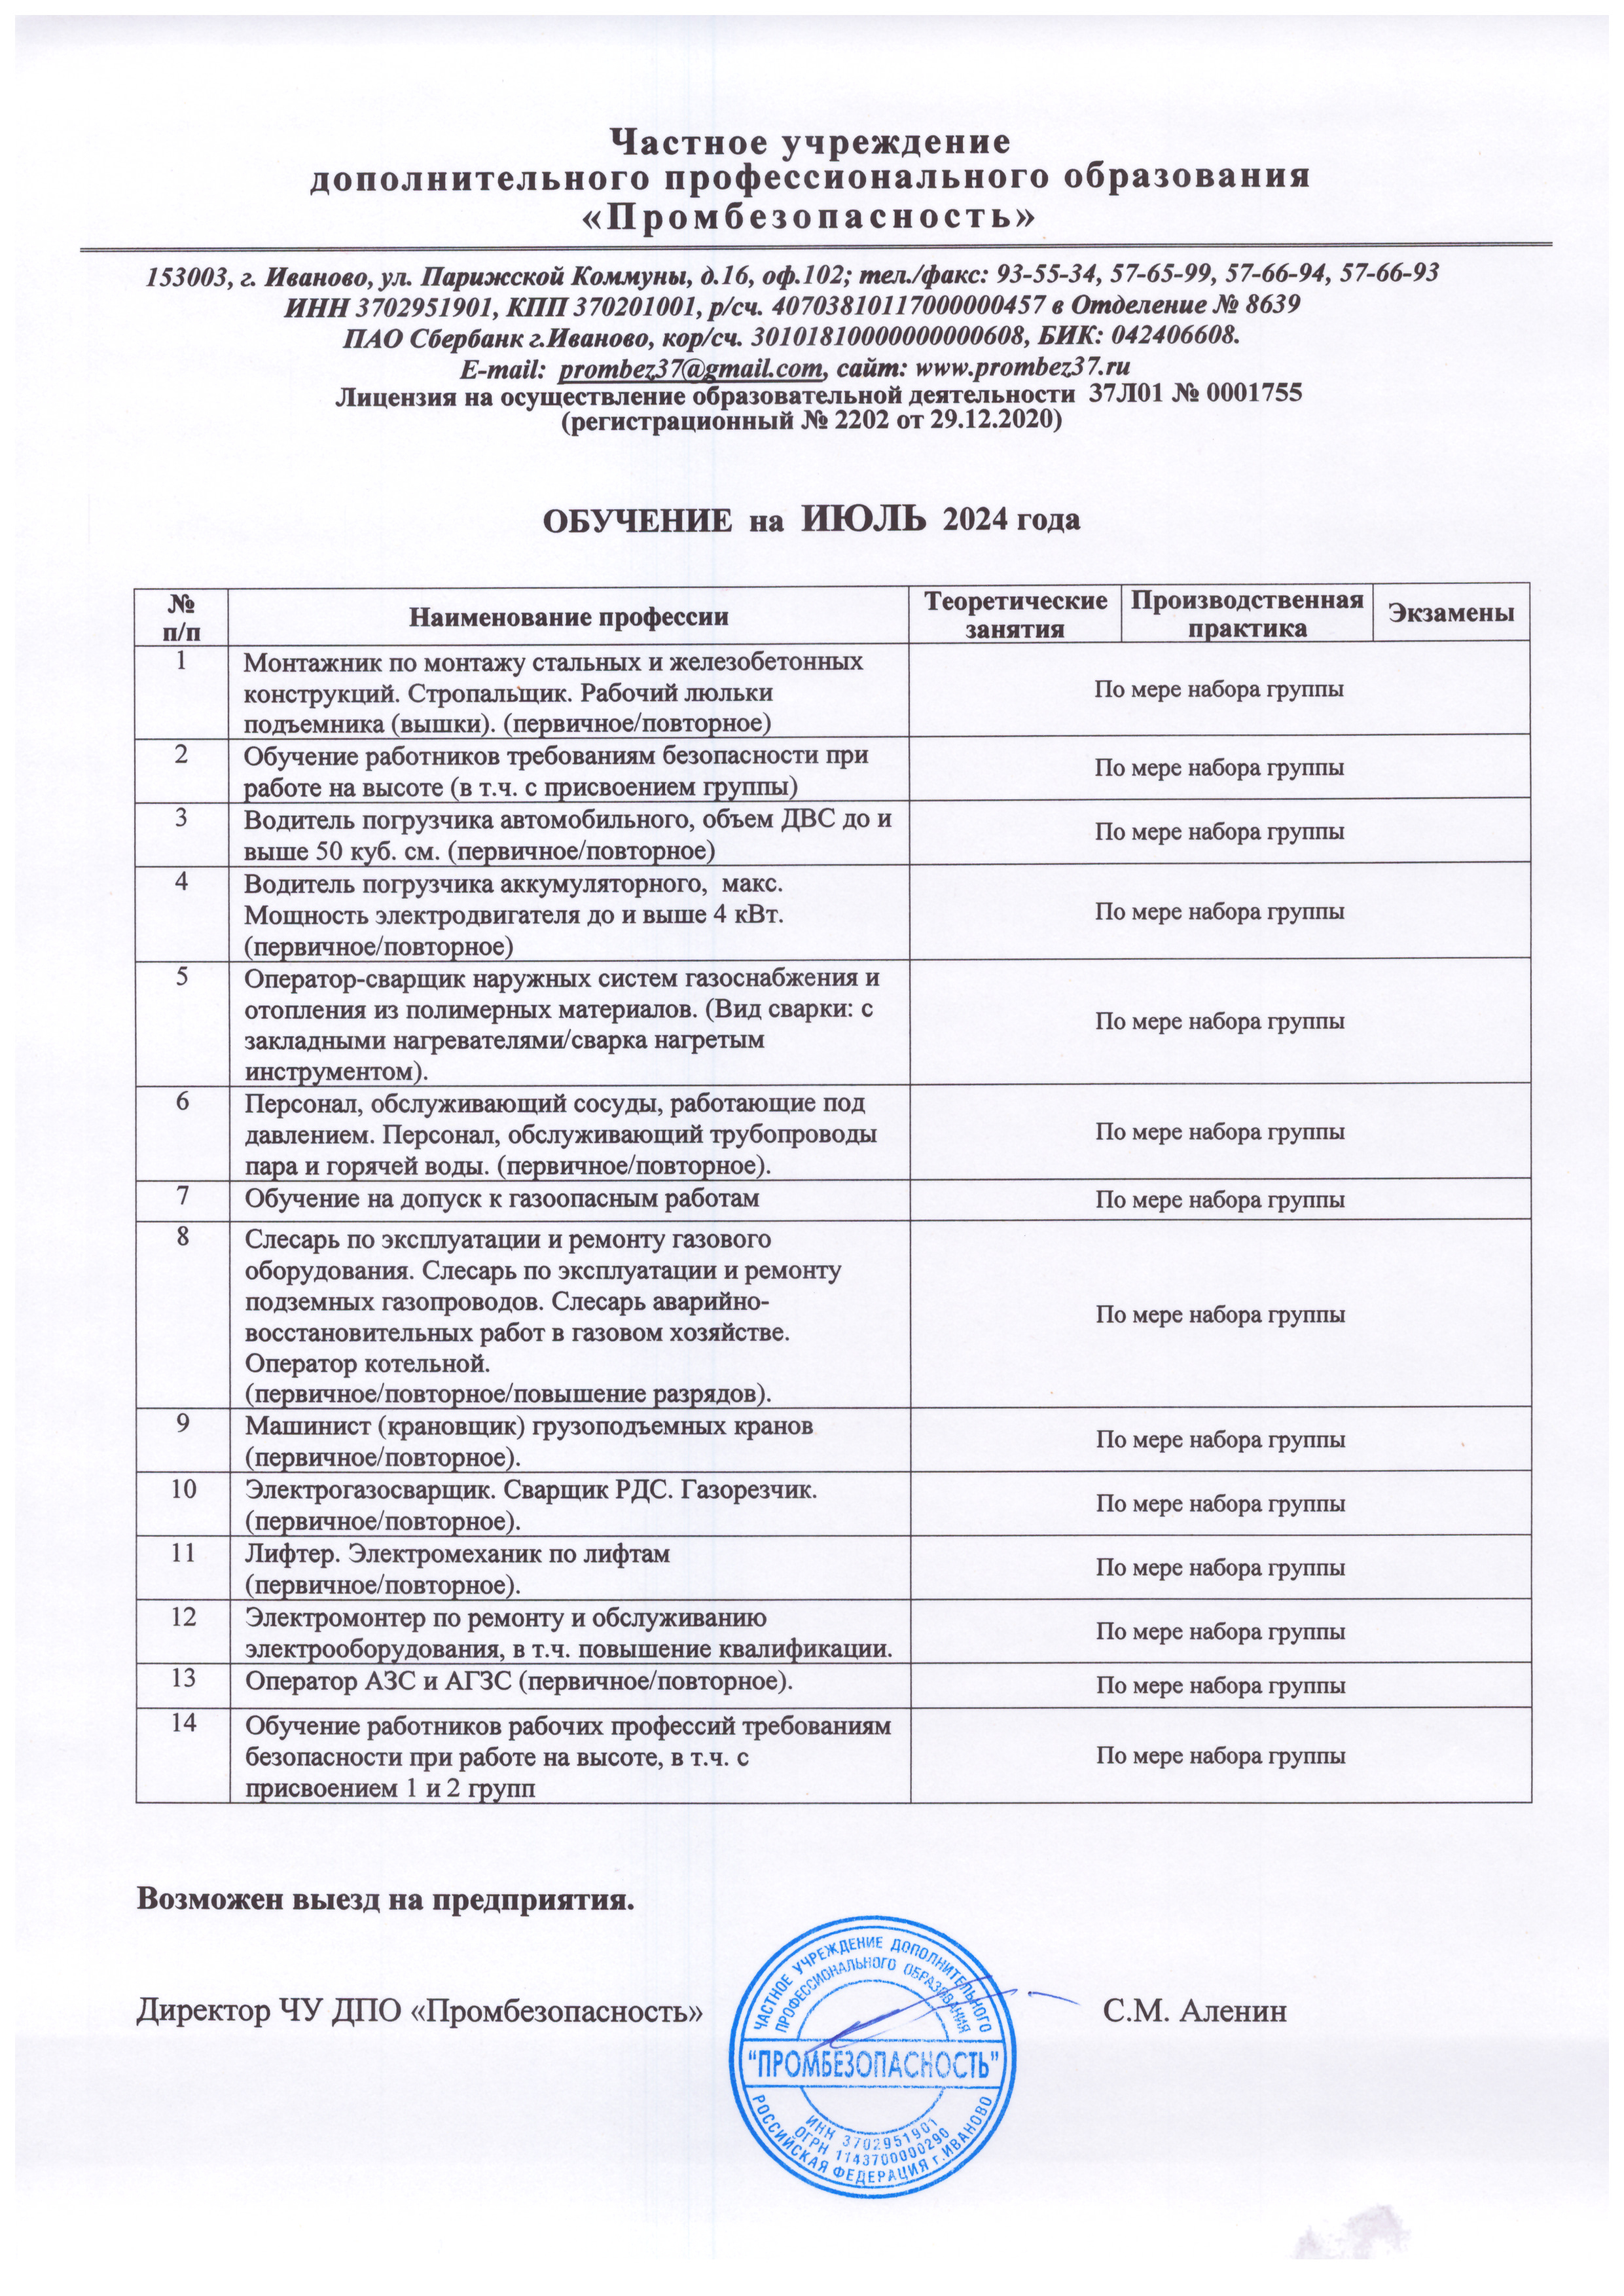 Частное учреждение
дополнительного профессионального образования
«Промбезопасность»
153003, г. Иваново, ул. Парижской Коммуны, д.16, оф.102; тел./факс: 93-55-34, 57-65-99, 57-66-94, 57-66-93
ИНН 3702951901, КПП 370201001, р/сч. 40703810117000000457 в Отделение № 8639
ПАО Сбербанк г.Иваново, кор/сч. 30101810000000000608, БИК: 042406608.
E-mail: prombez37@gmail.com, сайт: www.prombez37.ru
Лицензия на осуществление образовательной деятельности 37Л01 № 0001755
(регистрационный № 2202 от 29.12.2020)
ОБУЧЕНИЕ на ИЮЛЬ 2024 года
№ п/п Наименование профессии Теоретические занятия Производственная практика Экзамены
1 Монтажник по монтажу стальных и железобетонных
конструкций. Стропальщик. Рабочий люльки
подъемника (вышки). (первичное/повторное)
По мере набора группы
2 Обучение работников требованиям безопасности при
работе на высоте (в т.ч. с присвоением группы)
По мере набора группы
3 Водитель погрузчика автомобильного, объем ДВС до и
выше 50 куб. см. (первичное/повторное)
По мере набора группы
4 Водитель погрузчика аккумуляторного, макс.
Мощность электродвигателя до и выше 4 кВт.
(первичное/повторное)
По мере набора группы
5 Оператор-сварщик наружных систем газоснабжения и
отопления из полимерных материалов. (Вид сварки: с
закладными нагревателями/сварка нагретым
инструментом).
По мере набора группы
6 Персонал, обслуживающий сосуды, работающие под
давлением. Персонал, обслуживающий трубопроводы
пара и горячей воды. (первичное/повторное).
По мере набора группы
7 Обучение на допуск к газоопасным работам
По мере набора группы
8 Слесарь по эксплуатации и ремонту газового
оборудования. Слесарь по эксплуатации и ремонту
подземных газопроводов. Слесарь аварийно-
восстановительных работ в газовом хозяйстве.
Оператор котельной.
(первичное/повторное/повышение разрядов).
По мере набора группы
9 Машинист (крановщик) грузоподъемных кранов
(первичное/повторное).
По мере набора группы
10 Электрогазосварщик. Сварщик РДС. Газорезчик.
(первичное/повторное).
По мере набора группы
11 Лифтер. Электромеханик по лифтам
(первичное/повторное).
По мере набора группы
12 Электромонтер по ремонту и обслуживанию
электрооборудования, в т.ч. повышение квалификации.
По мере набора группы
13 Оператор АЗС и АГЗС (первичное/повторное).
По мере набора группы
14 Обучение работников рабочих профессий требованиям
безопасности при работе на высоте, в т.ч. с
присвоением 1 и 2 групп
По мере набора группы
Возможен выезд на предприятия.
Директор ЧУ ДПО «Промбезопасность» С.М. Аленин
ЧАСТНОЕ УЧРЕЖДЕНИЕ ДОПОЛНИТЕЛЬНОГО
ПРОФЕССИОНАЛЬНОГО ОБРАЗОВАНИЯ
"ПРОМБЕЗОПАСНОСТЬ"
ИНН 3702951901
ОГРН 1143700000290
РОССИЙСКАЯ ФЕДЕРАЦИЯ г.ИВАНОВО